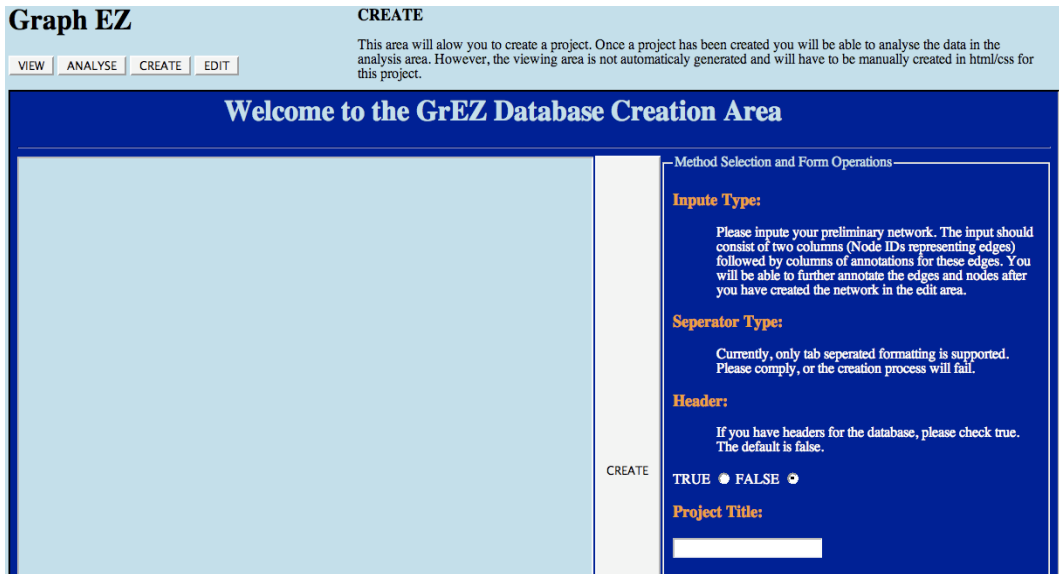 Graph EZ
VIEW ANALYSE CREATE EDIT
CREATE
This area will alow you to create a project. Once a project has been created you will be able to analyse the data in the
analysis area. However, the viewing area is not automaticaly generated and will have to be manually created in html/css for
this project.
Welcome to the GrEZ Database Creation Area
CREATE
Method Selection and Form Operations
Inpute Type:
Please inpute your preliminary network. The input should
consist of two columns (Node IDs representing edges)
followed by columns of annotations for these edges. You
will be able to further annotate the edges and nodes after
you have created the network in the edit area.
Seperator Type:
Currently, only tab seperated formatting is supported.
Please comply, or the creation process will fail.
Header:
If you have headers for the database, please check true.
The default is false.
TRUE FALSE
Project Title: